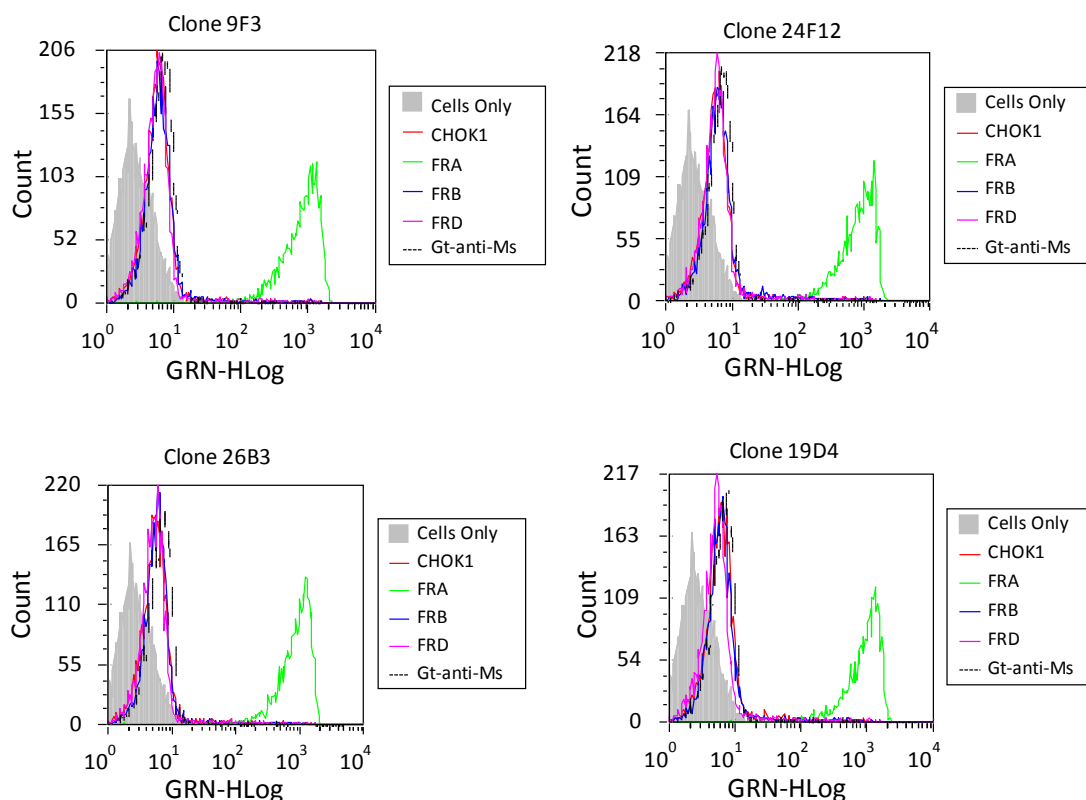 Clone 9F3
206
155
103
52
0
Count
10^0 10^1 10^2 10^3 10^4
GRN-HLog
Cells Only
CHOK1
FRA
FRB
FRD
Gt-anti-Ms
Clone 24F12
218
164
109
55
0
Count
10^0 10^1 10^2 10^3 10^4
GRN-HLog
Cells Only
CHOK1
FRA
FRB
FRD
Gt-anti-Ms
Clone 26B3
220
165
110
55
0
Count
10^0 10^1 10^2 10^3 10^4
GRN-HLog
Cells Only
CHOK1
FRA
FRB
FRD
Gt-anti-Ms
Clone 19D4
217
163
109
54
0
Count
10^0 10^1 10^2 10^3 10^4
GRN-HLog
Cells Only
CHOK1
FRA
FRB
FRD
Gt-anti-Ms